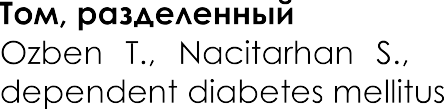 Том, разделенный
Ozben T., Nacitarhan S.,
dependent diabetes mellitus